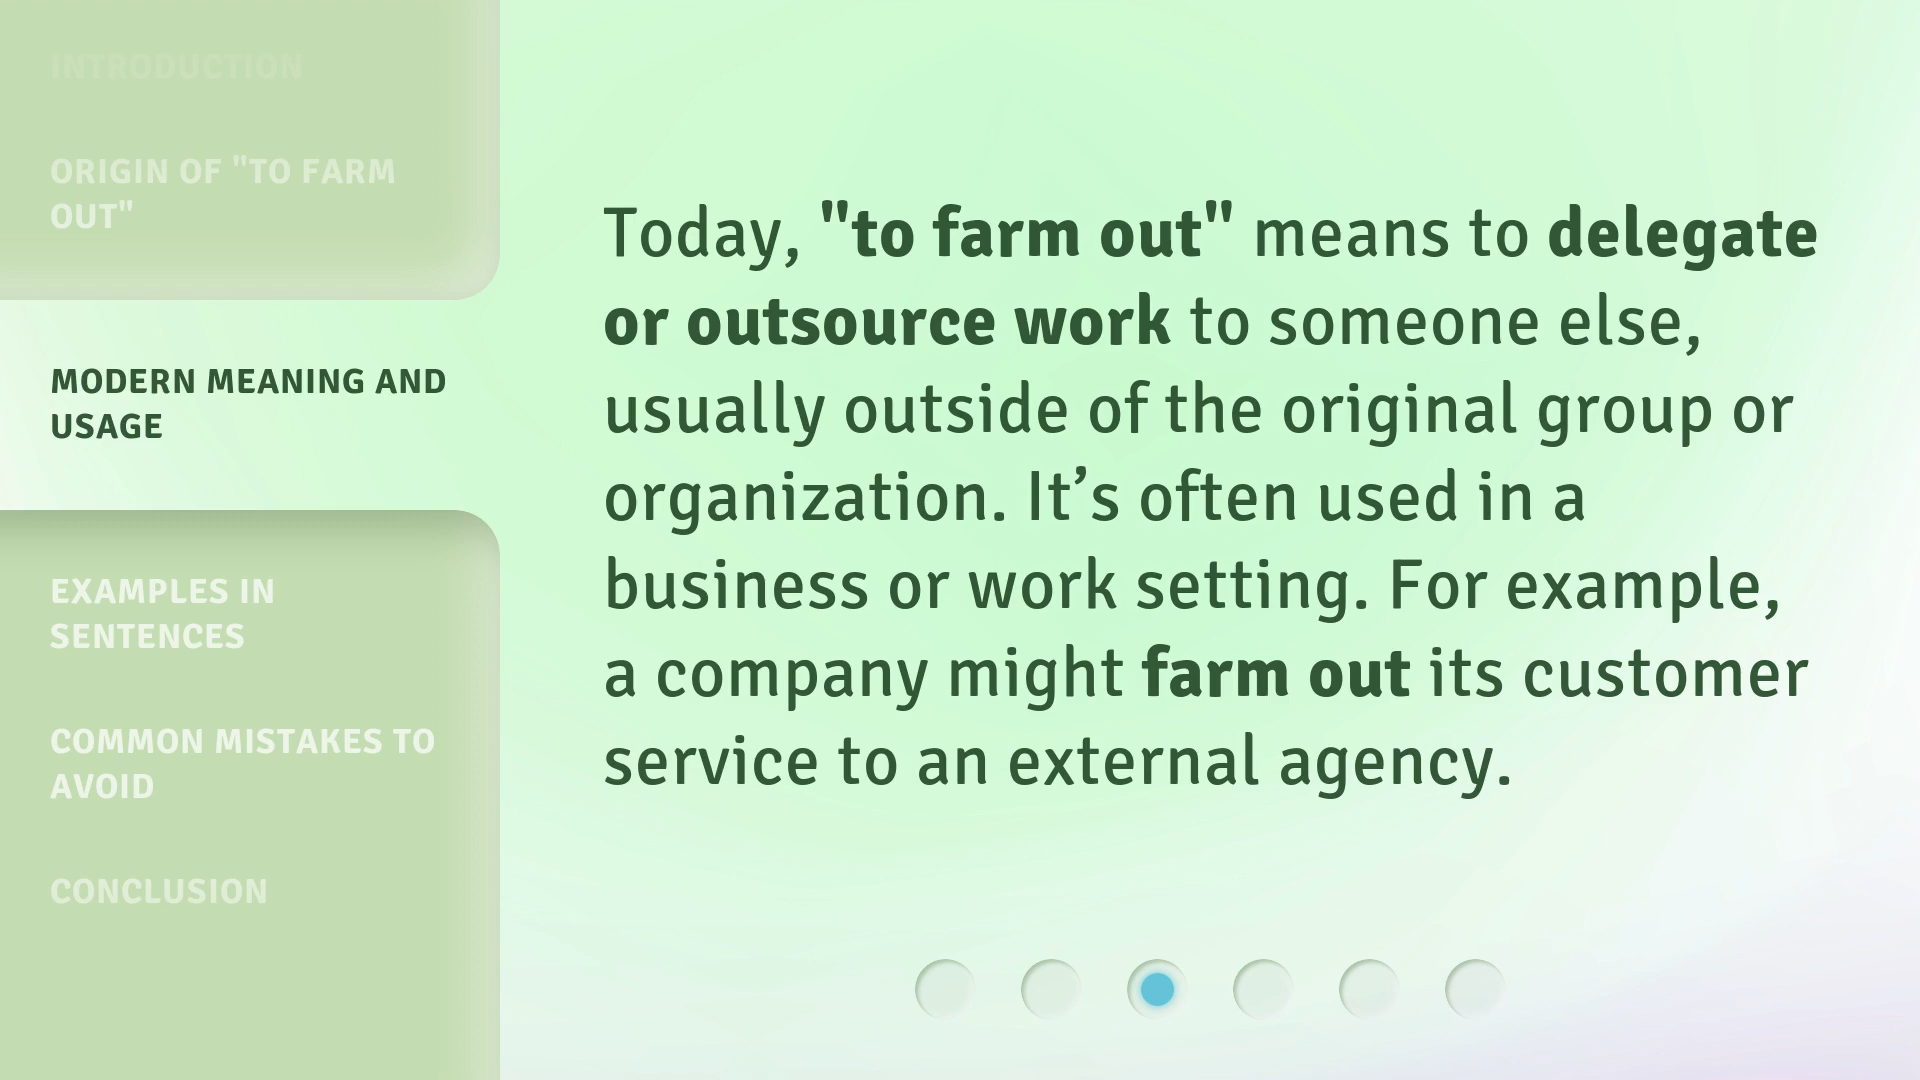 INTRODUCTION
ORIGIN OF "TO FARM
OUT"
MODERN MEANING AND
USAGE
EXAMPLES IN
SENTENCES
COMMON MISTAKES TO
AVOID
CONCLUSION
Today, "to farm out" means to delegate
or outsource work to someone else,
usually outside of the original group or
organization. It’s often used in a
business or work setting. For example,
a company might farm out its customer
service to an external agency.